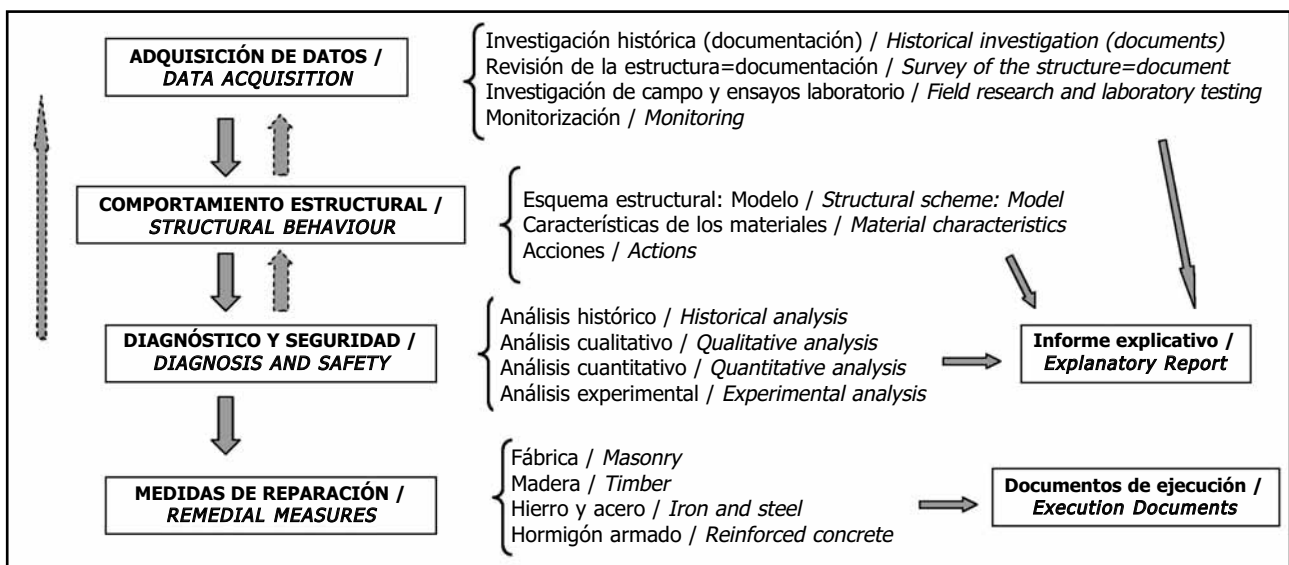 ADQUISICIÓN DE DATOS /
DATA ACQUISITION
Investigación histórica (documentación) / Historical investigation (documents)
Revisión de la estructura=documentación / Survey of the structure=document
Investigación de campo y ensayos laboratorio / Field research and laboratory testing
Monitorización / Monitoring
COMPORTAMIENTO ESTRUCTURAL /
STRUCTURAL BEHAVIOUR
Esquema estructural: Modelo / Structural scheme: Model
Características de los materiales / Material characteristics
Acciones / Actions
DIAGNÓSTICO Y SEGURIDAD /
DIAGNOSIS AND SAFETY
Análisis histórico / Historical analysis
Análisis cualitativo / Qualitative analysis
Análisis cuantitativo / Quantitative analysis
Análisis experimental / Experimental analysis
Informe explicativo /
Explanatory Report
MEDIDAS DE REPARACIÓN /
REMEDIAL MEASURES
Fábrica / Masonry
Madera / Timber
Hierro y acero / Iron and steel
Hormigón armado / Reinforced concrete
Documentos de ejecución /
Execution Documents